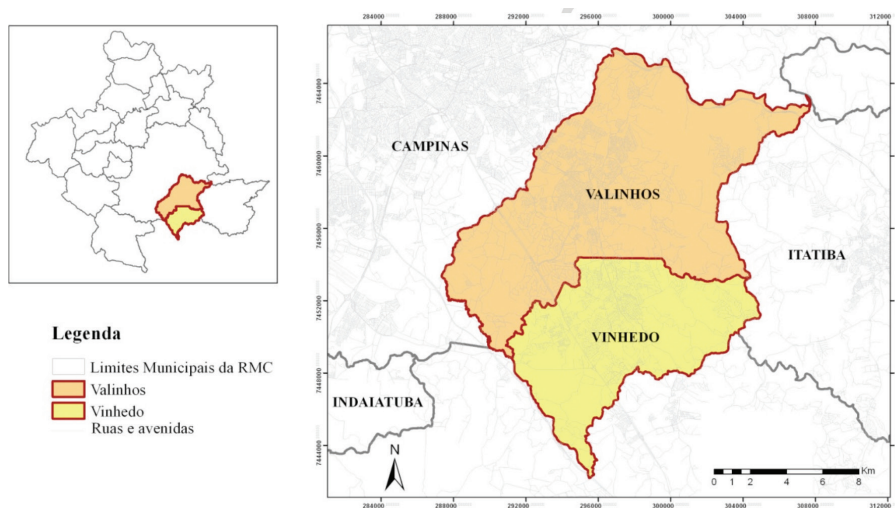 284000 288000 292000 296000 300000 304000 308000 312000
7464000
CAMPINAS
7460000
VALINHOS
7456000
ITATIBA
7452000
VINHEDO
7448000
INDAIATUBA
7444000
N
Km
0 1 2 4 6 8
284000 288000 292000 296000 300000 304000 308000 312000
Legenda
Limites Municipais da RMC
Valinhos
Vinhedo
Ruas e avenidas